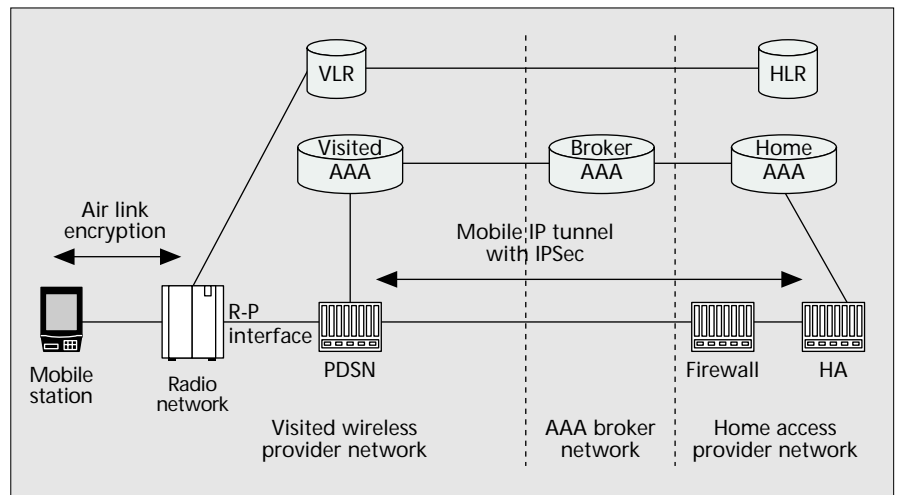 VLR
HLR
Visited
AAA
Broker
AAA
Home
AAA
Air link
encryption
Mobile IP tunnel
with IPSec
R-P
interface
Mobile
station
Radio
network
PDSN
Firewall
HA
Visited wireless
provider network
AAA broker
network
Home access
provider network